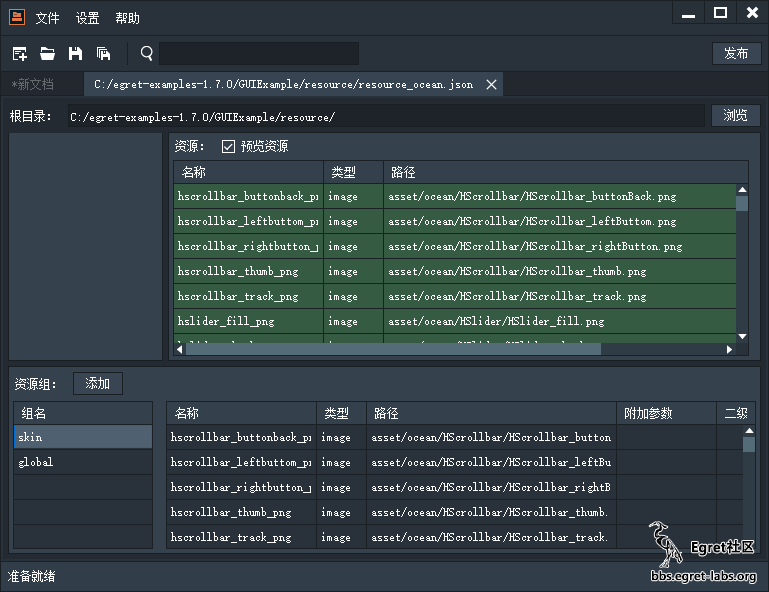 文件 设置 帮助
发布
*新文档 C:/egret-examples-1.7.0/GUIExample/resource/resource_ocean.json
根目录: C:/egret-examples-1.7.0/GUIExample/resource/ 浏览
资源: 预览资源
名称 类型 路径
hscrollbar_buttonback_pn image asset/ocean/HScrollbar/HScrollbar_buttonBack.png
hscrollbar_leftbuttom_pn image asset/ocean/HScrollbar/HScrollbar_leftButtom.png
hscrollbar_rightbutton_p image asset/ocean/HScrollbar/HScrollbar_rightButton.png
hscrollbar_thumb_png image asset/ocean/HScrollbar/HScrollbar_thumb.png
hscrollbar_track_png image asset/ocean/HScrollbar/HScrollbar_track.png
hslider_fill_png image asset/ocean/HSlider/HSlider_fill.png
资源组: 添加
组名 名称 类型 路径 附加参数 二级
skin hscrollbar_buttonback_pn image asset/ocean/HScrollbar/HScrollbar_button
global hscrollbar_leftbuttom_pn image asset/ocean/HScrollbar/HScrollbar_leftBu
hscrollbar_rightbutton_p image asset/ocean/HScrollbar/HScrollbar_rightB
hscrollbar_thumb_png image asset/ocean/HScrollbar/HScrollbar_thumb.
hscrollbar_track_png image asset/ocean/HScrollbar/HScrollbar_track.
Egret社区
bbs.egret-labs.org
准备就绪